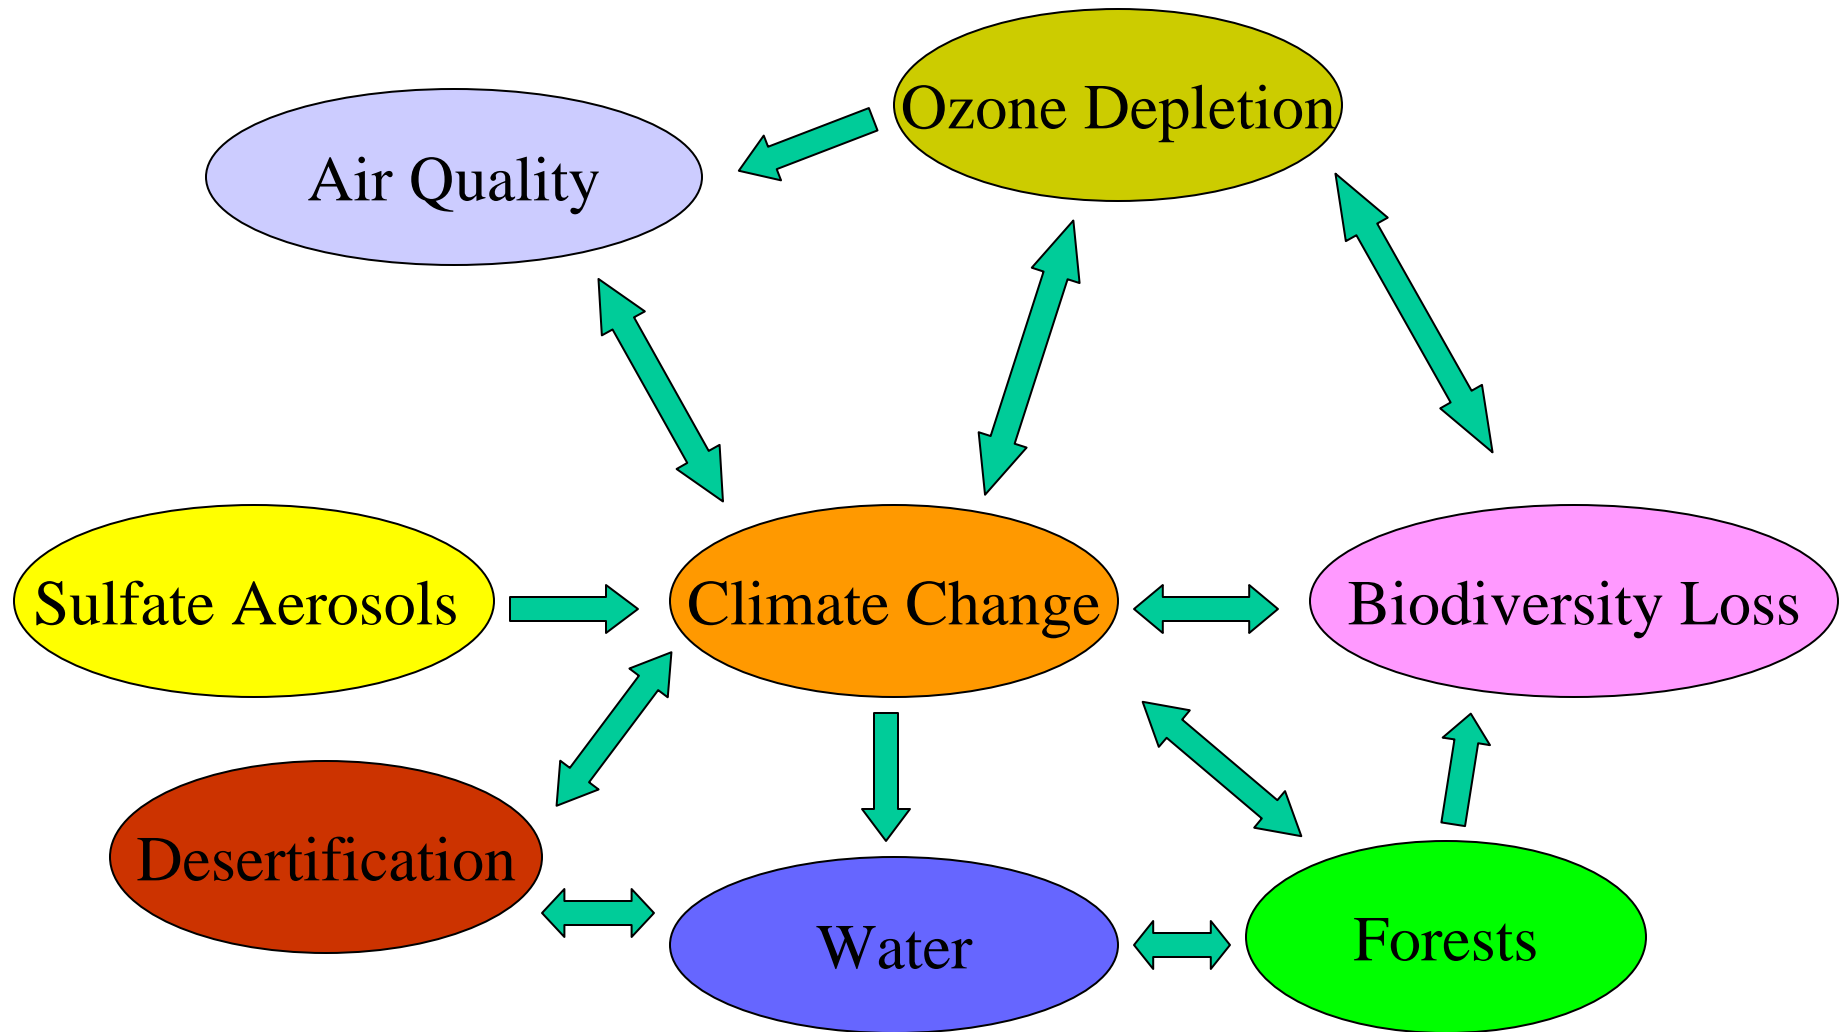 Ozone Depletion
Air Quality
Sulfate Aerosols
Climate Change
Biodiversity Loss
Desertification
Water
Forests